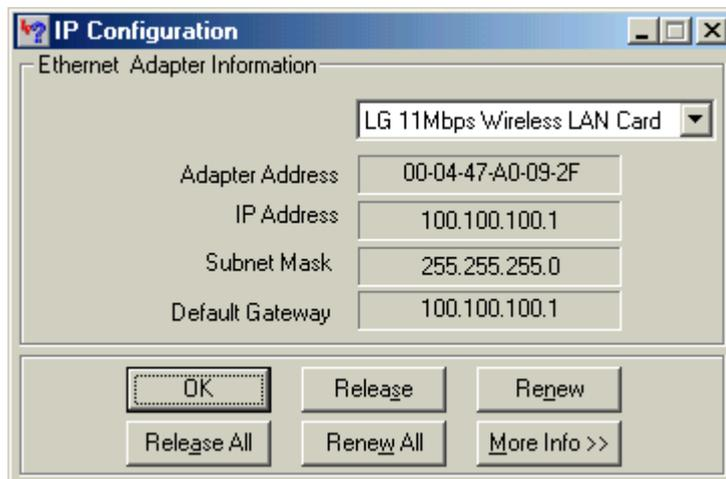 IP Configuration
Ethernet Adapter Information
LG 11Mbps Wireless LAN Card
Adapter Address 00-04-47-A0-09-2F
IP Address 100.100.100.1
Subnet Mask 255.255.255.0
Default Gateway 100.100.100.1
OK Release Renew
Release All Renew All More Info >>